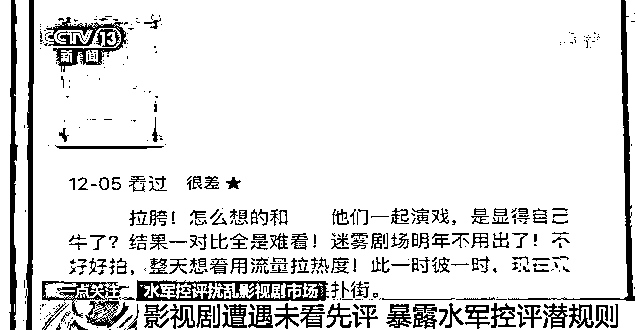 CCTV 13
新闻
12-05 看过 很差 ★
拉胯！怎么想的和 他们一起演戏，是显得自己
牛了？结果一对比全是难看！迷雾剧场明年不用出了！不
好好拍，整天想着用流量拉热度！此一时彼一时，现在
扑街。
点关注 水军控评扰乱影视剧市场
影视剧遭遇未看先评 暴露水军控评潜规则